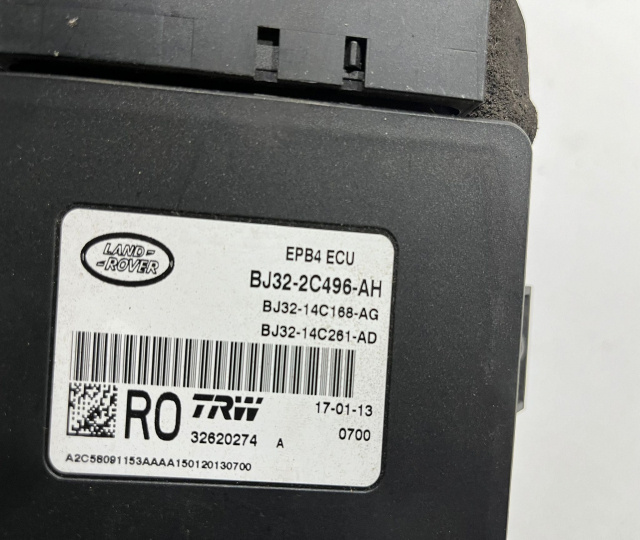 LAND ROVER
EPB4 ECU
BJ32-2C496-AH
BJ32-14C168-AG
BJ32-14C261-AD
RO TRW 17-01-13
32620274 A 0700
A2C58091153AAAA150120130700